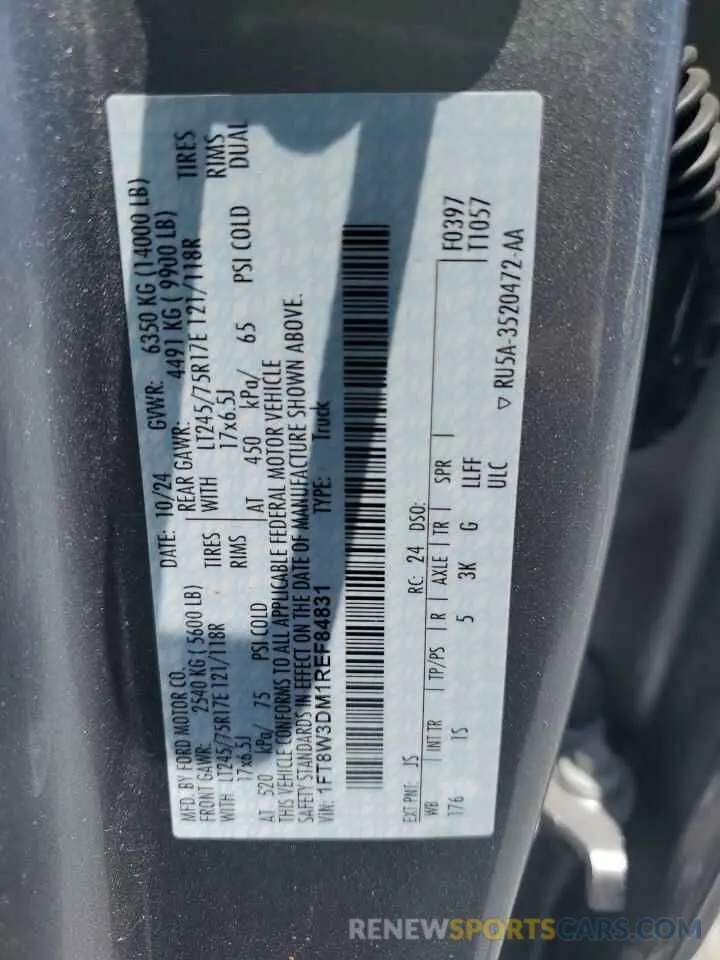 MFD. BY FORD MOTOR CO.
DATE: 10/24 GVWR: 6350 KG (14000 LB)
FRONT GAWR: 2540 KG ( 5600 LB)
REAR GAWR: 4491 KG ( 9900 LB)
WITH LT245/75R17E 121/118R TIRES
17x6.5J RIMS
AT 520 kPa/ 75 PSI COLD
WITH LT245/75R17E 121/118R TIRES
17x6.5J RIMS
AT 450 kPa/ 65 PSI COLD DUAL
THIS VEHICLE CONFORMS TO ALL APPLICABLE FEDERAL MOTOR VEHICLE
SAFETY STANDARDS IN EFFECT ON THE DATE OF MANUFACTURE SHOWN ABOVE.
VIN: 1FT8W3DM1REF84831 TYPE: Truck
EXT PNT: JS RC: 24 DSO:
WB INT TR TP/PS R AXLE TR SPR
176 1S 5 3K G LLFF
ULC
F0397
T1057
▽ RU5A-3520472-AA
RENEWSPORTSCARS.COM